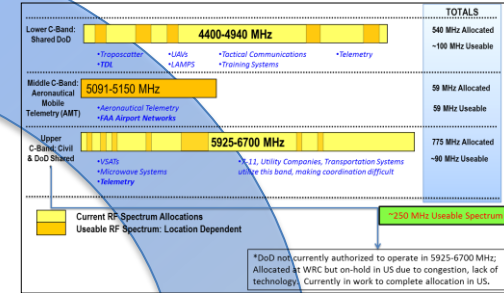 TOTALS
Lower C-Band:
Shared DoD
4400-4940 MHz
540 MHz Allocated
~100 MHz Useable
•Troposcatter •UAVs •Tactical Communications •Telemetry
•TDL •LAMPS •Training Systems
Middle C-Band:
Aeronautical
Mobile
Telemetry (AMT)
5091-5150 MHz
59 MHz Allocated
59 MHz Useable
•Aeronautical Telemetry
•FAA Airport Networks
Upper
C-Band: Civil
& DoD Shared
5925-6700 MHz
775 MHz Allocated
~90 MHz Useable
•VSATs
•Microwave Systems
•Telemetry
•T-11, Utility Companies, Transportation Systems
utilize this band, making coordination difficult
Current RF Spectrum Allocations
Useable RF Spectrum: Location Dependent
~250 MHz Useable Spectrum
*DoD not currently authorized to operate in 5925-6700 MHz;
Allocated at WRC but on-hold in US due to congestion, lack of
technology. Currently in work to complete allocation in US.